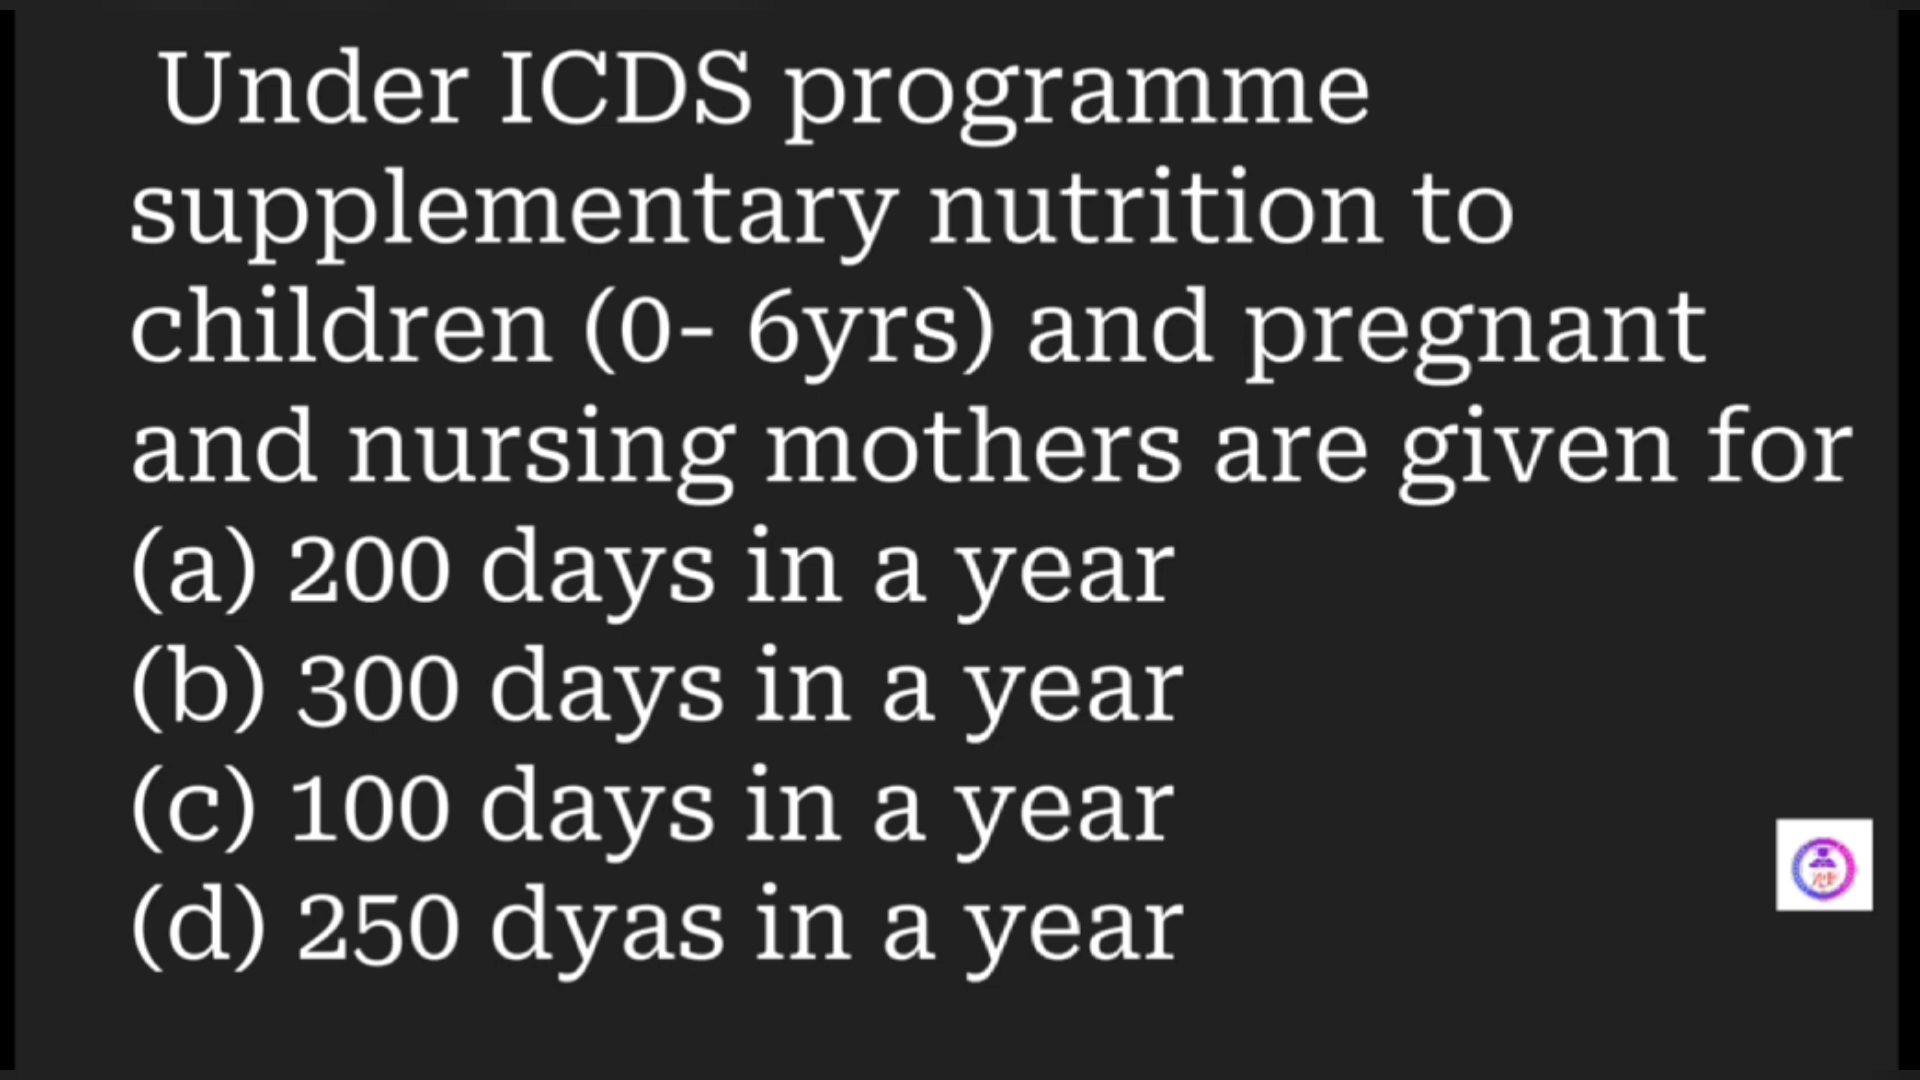 Under ICDS programme
supplementary nutrition to
children (0- 6yrs) and pregnant
and nursing mothers are given for
(a) 200 days in a year
(b) 300 days in a year
(c) 100 days in a year
(d) 250 dyas in a year